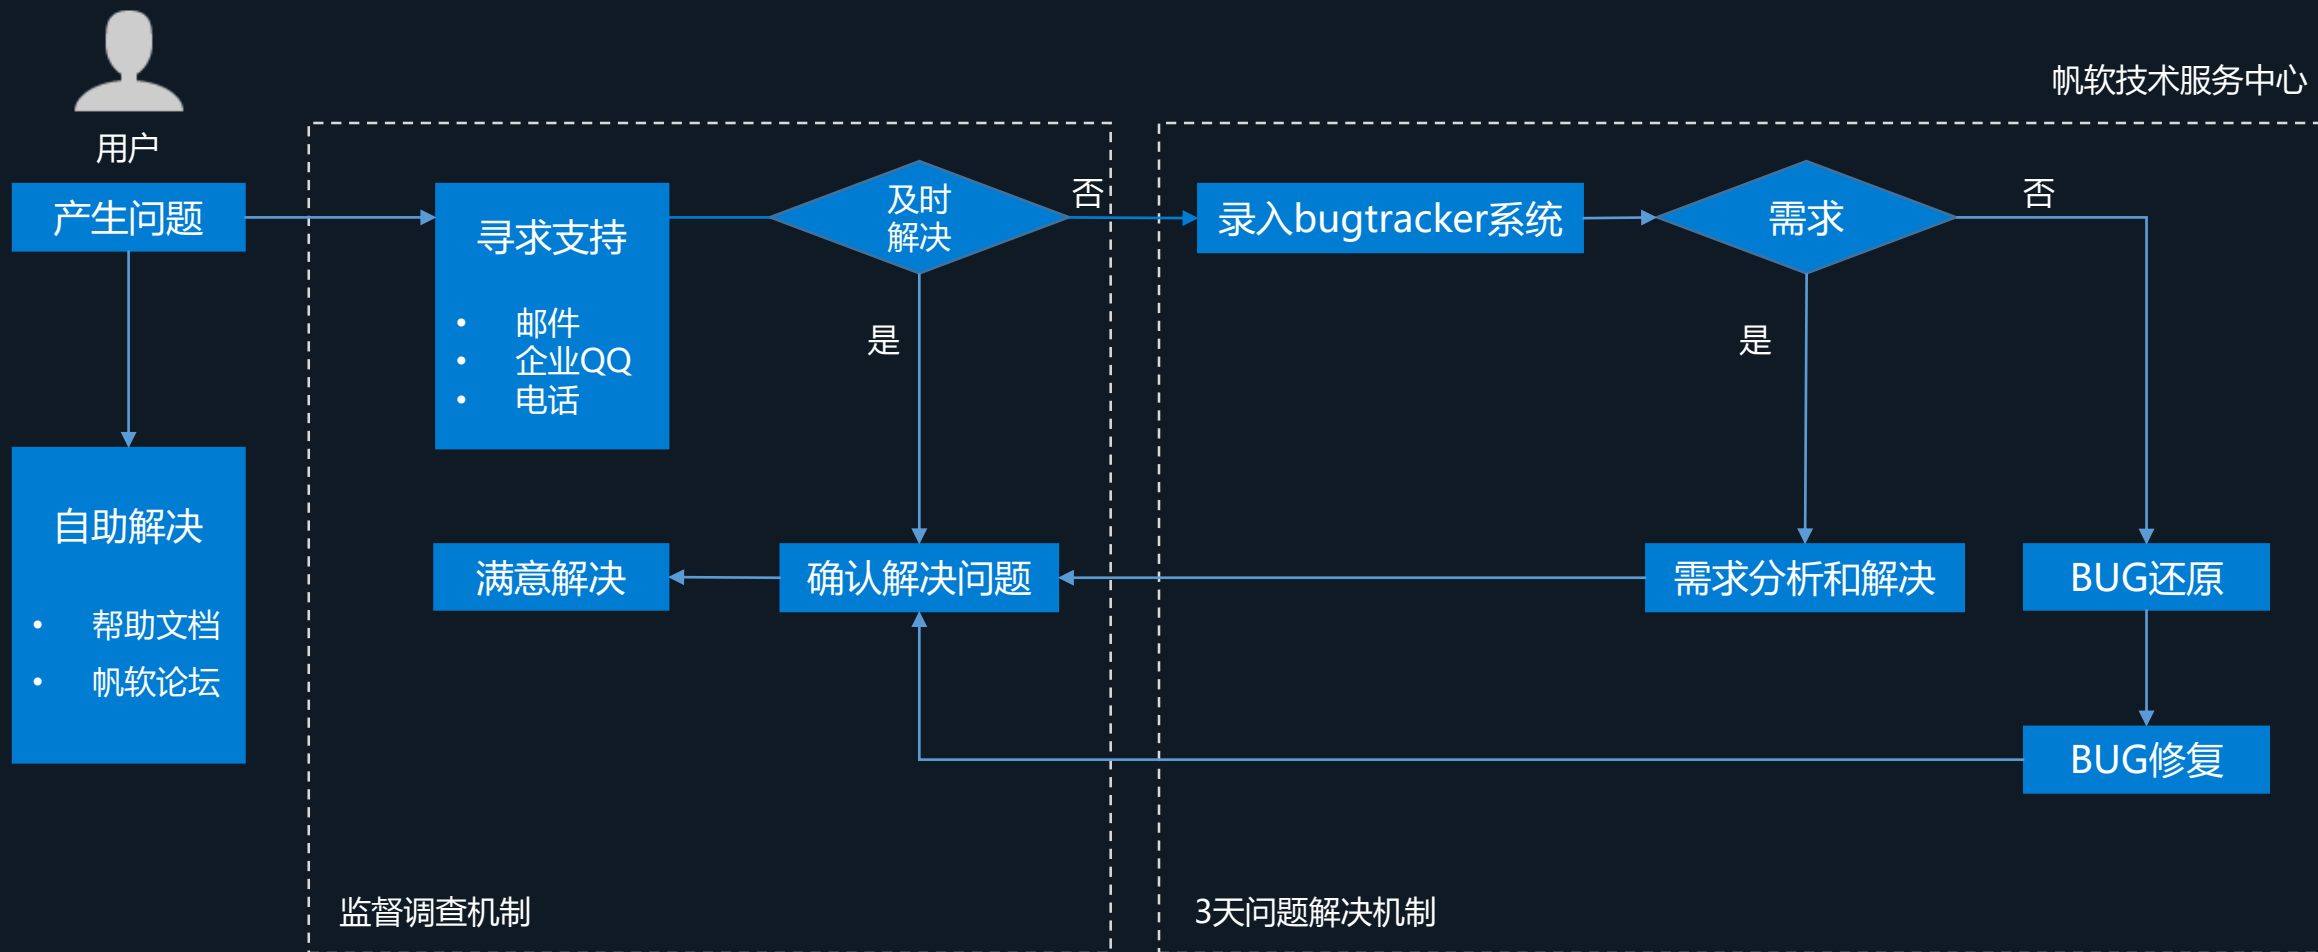 帆软技术服务中心
用户
产生问题
寻求支持
• 邮件
• 企业QQ
• 电话
及时
解决
否
是
录入bugtracker系统
需求
否
是
自助解决
• 帮助文档
• 帆软论坛
满意解决
确认解决问题
需求分析和解决
BUG还原
BUG修复
监督调查机制
3天问题解决机制